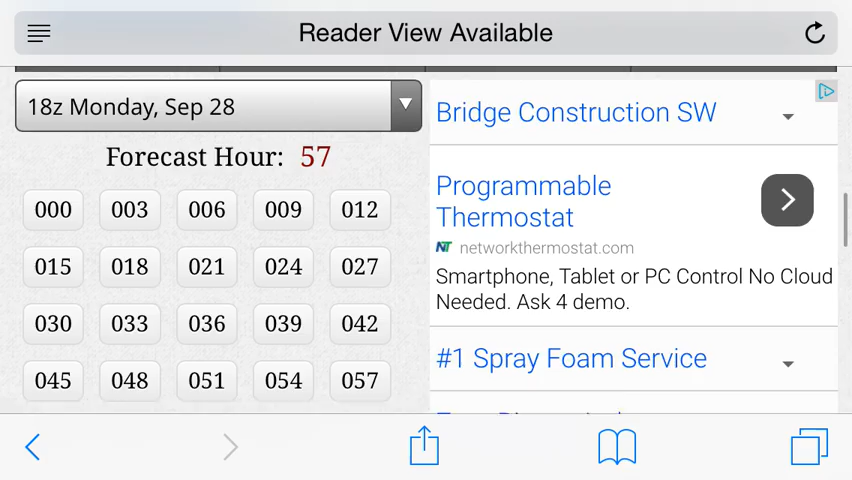 Reader View Available
18z Monday, Sep 28
Forecast Hour: 57
000 003 006 009 012
015 018 021 024 027
030 033 036 039 042
045 048 051 054 057
Bridge Construction SW
Programmable
Thermostat
NT networkthermostat.com
Smartphone, Tablet or PC Control No Cloud
Needed. Ask 4 demo.
#1 Spray Foam Service